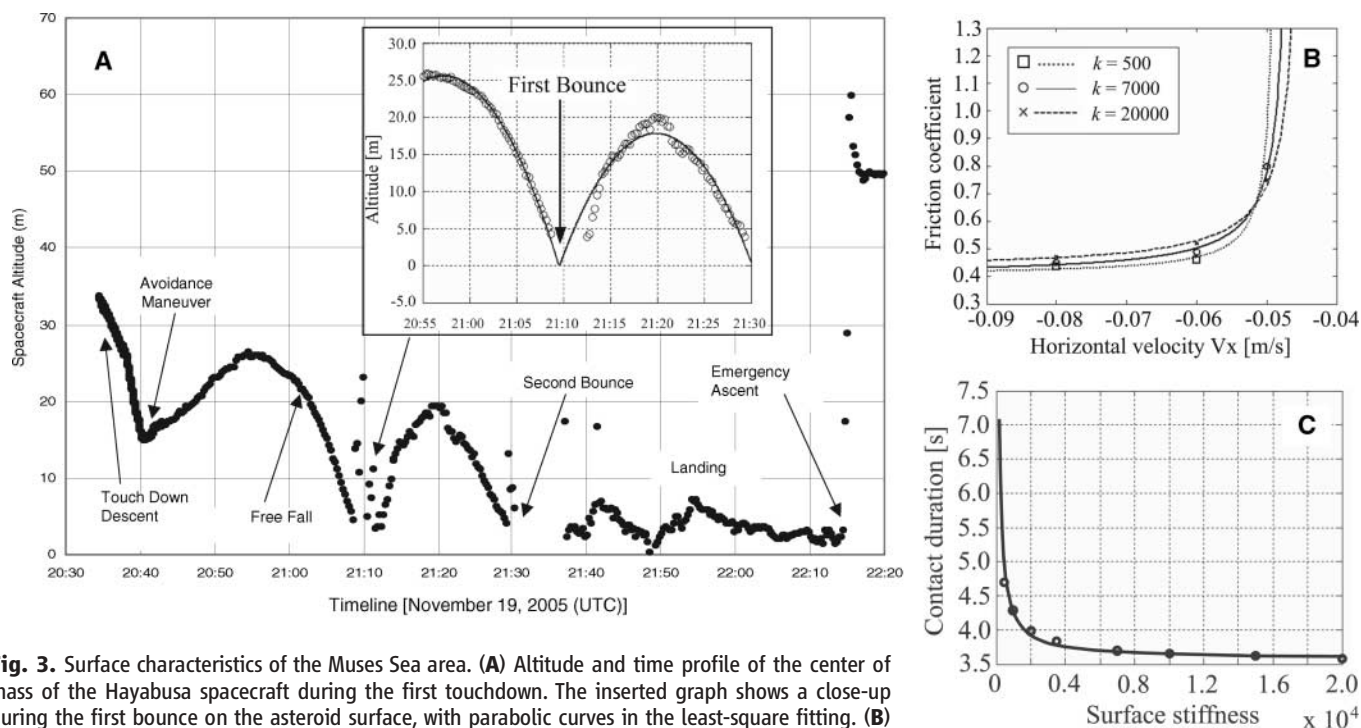 A
70
60
50
40
30
20
10
0
Spacecraft Altitude (m)
20:30 20:40 20:50 21:00 21:10 21:20 21:30 21:40 21:50 22:00 22:10 22:20
Timeline [November 19, 2005 (UTC)]
Touch Down
Descent
Avoidance
Maneuver
Free Fall
Second Bounce
Landing
Emergency
Ascent
30.0
25.0
20.0
15.0
10.0
5.0
0
-5.0
Altitude [m]
First Bounce
20:55 21:00 21:05 21:10 21:15 21:20 21:25 21:30
B
1.3
1.2
1.1
1.0
0.9
0.8
0.7
0.6
0.5
0.4
0.3
Friction coefficient
k = 500
k = 7000
k = 20000
-0.09 -0.08 -0.07 -0.06 -0.05 -0.04
Horizontal velocity Vx [m/s]
C
7.5
7.0
6.5
6.0
5.5
5.0
4.5
4.0
3.5
Contact duration [s]
0 0.4 0.8 1.2 1.6 2.0
Surface stiffness x 10⁴
Fig. 3. Surface characteristics of the Muses Sea area. (A) Altitude and time profile of the center of
mass of the Hayabusa spacecraft during the first touchdown. The inserted graph shows a close-up
during the first bounce on the asteroid surface, with parabolic curves in the least-square fitting. (B)